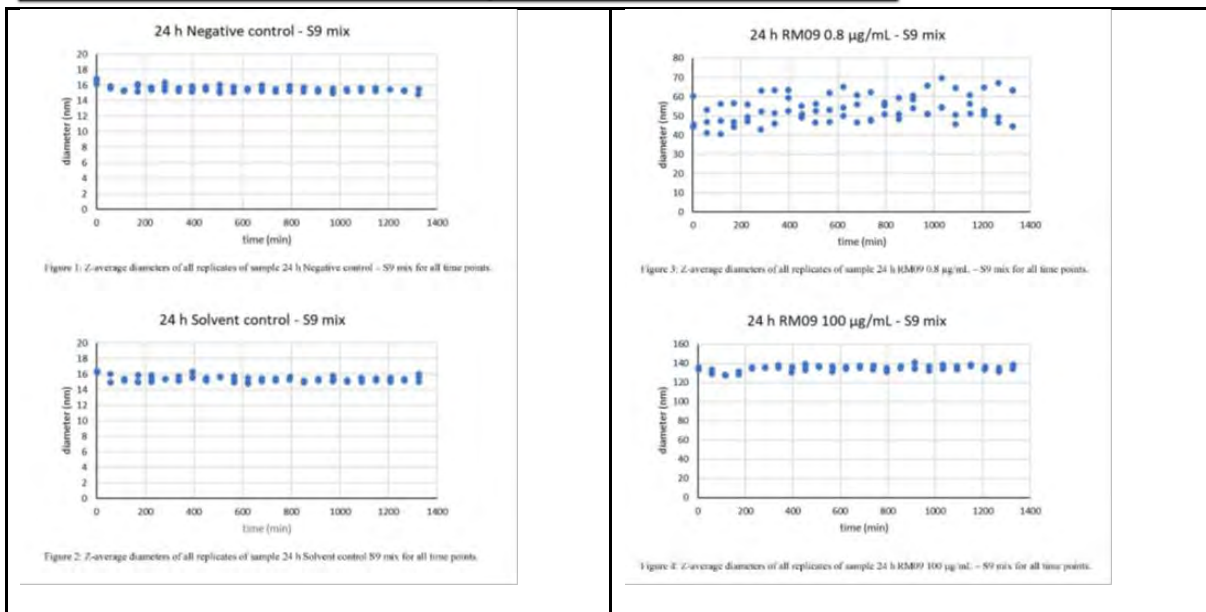 24 h Negative control - S9 mix
20
18
16
14
12
10
8
6
4
2
0
diameter (nm)
0 200 400 600 800 1000 1200 1400
time (min)
Figure 1: Z-average diameters of all replicates of sample 24 h Negative control – S9 mix for all time points.
24 h Solvent control - S9 mix
20
18
16
14
12
10
8
6
4
2
0
diameter (nm)
0 200 400 600 800 1000 1200 1400
time (min)
Figure 2: Z-average diameters of all replicates of sample 24 h Solvent control S9 mix for all time points.
24 h RM09 0.8 µg/mL - S9 mix
80
70
60
50
40
30
20
10
0
diameter (nm)
0 200 400 600 800 1000 1200 1400
time (min)
Figure 3: Z-average diameters of all replicates of sample 24 h RM09 0.8 µg/mL – S9 mix for all time points.
24 h RM09 100 µg/mL - S9 mix
160
140
120
100
80
60
40
20
0
diameter (nm)
0 200 400 600 800 1000 1200 1400
time (min)
Figure 4: Z-average diameters of all replicates of sample 24 h RM09 100 µg/mL – S9 mix for all time points.